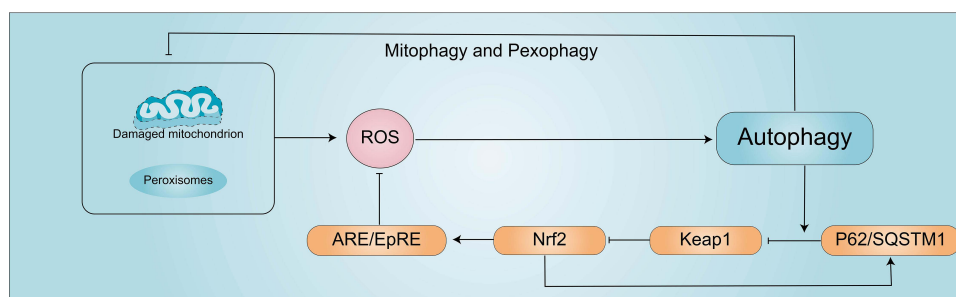 Mitophagy and Pexophagy
Damaged mitochondrion
Peroxisomes
ROS
Autophagy
ARE/EpRE
Nrf2
Keap1
P62/SQSTM1